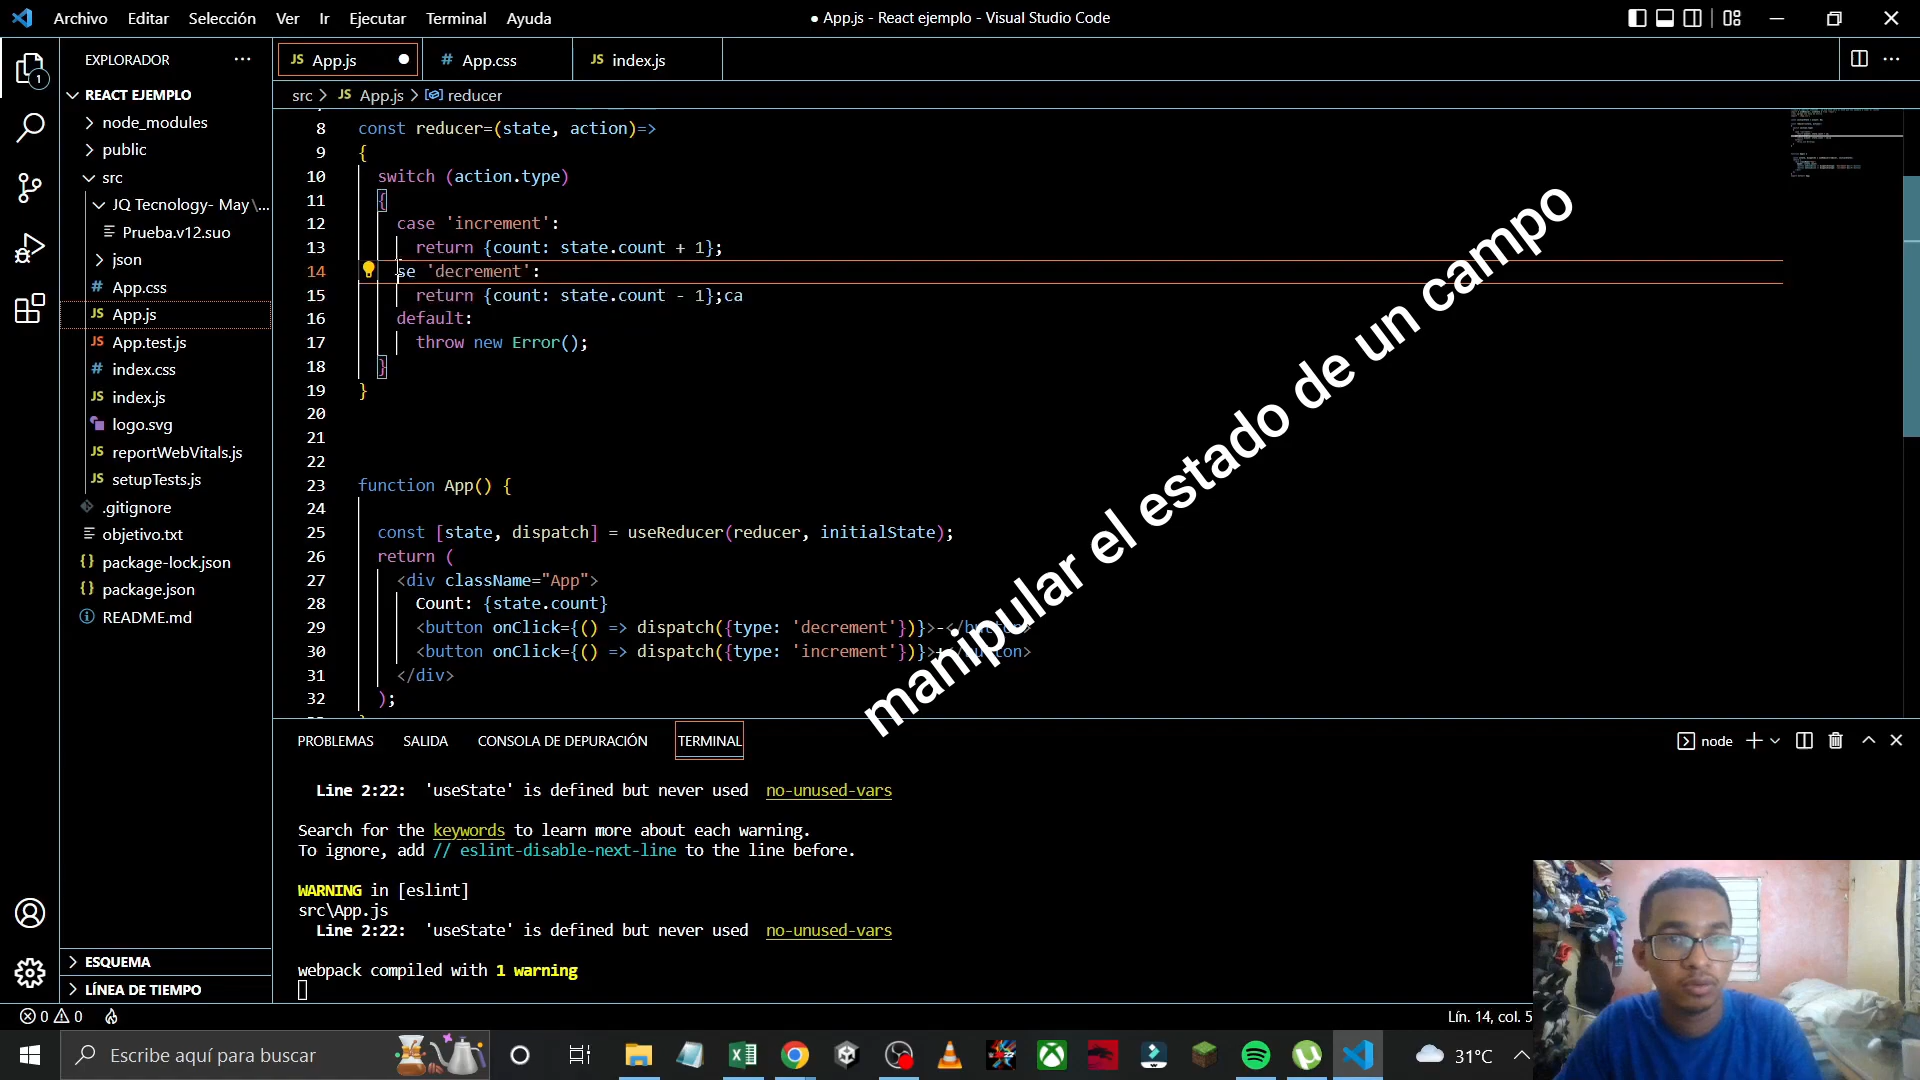 Archivo Editar Selección Ver Ir Ejecutar Terminal Ayuda
● App.js - React ejemplo - Visual Studio Code
EXPLORADOR ···
JS App.js ●
# App.css
JS index.js
src > JS App.js > reducer
1
REACT EJEMPLO
node_modules
public
src
JQ Tecnology- May \...
Prueba.v12.suo
json
# App.css
JS App.js
JS App.test.js
# index.css
JS index.js
logo.svg
JS reportWebVitals.js
JS setupTests.js
.gitignore
objetivo.txt
{} package-lock.json
{} package.json
README.md
ESQUEMA
LÍNEA DE TIEMPO
8 const reducer=(state, action)=>
9 {
10 switch (action.type)
11 {
12 case 'increment':
13 return {count: state.count + 1};
14 se 'decrement':
15 return {count: state.count - 1};ca
16 default:
17 throw new Error();
18 }
19 }
20
21
22
23 function App() {
24
25 const [state, dispatch] = useReducer(reducer, initialState);
26 return (
27 <div className="App">
28 Count: {state.count}
29 <button onClick={() => dispatch({type: 'decrement'})}>-</button>
30 <button onClick={() => dispatch({type: 'increment'})}>+</button>
31 </div>
32 );
manipular el estado de un campo
PROBLEMAS SALIDA CONSOLA DE DEPURACIÓN TERMINAL
node
Line 2:22: 'useState' is defined but never used no-unused-vars
Search for the keywords to learn more about each warning.
To ignore, add // eslint-disable-next-line to the line before.
WARNING in [eslint]
src\App.js
Line 2:22: 'useState' is defined but never used no-unused-vars
webpack compiled with 1 warning
0 0
Lín. 14, col. 5
Escribe aquí para buscar
31°C